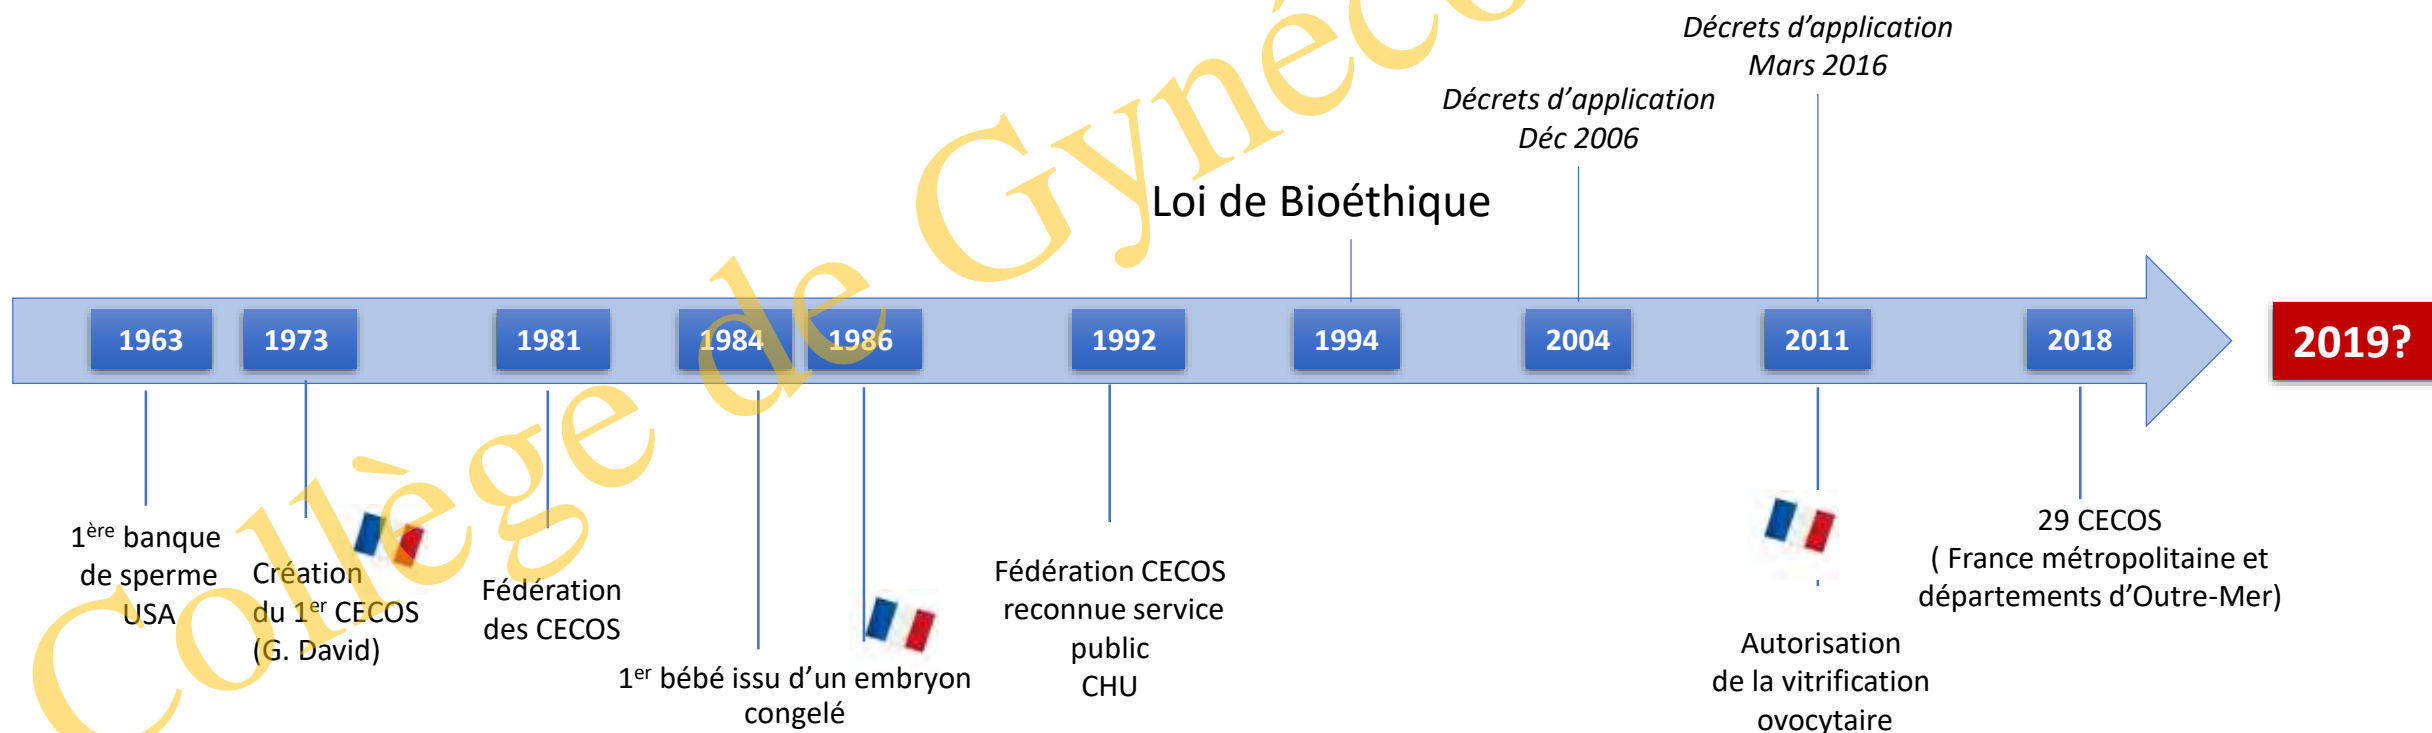 Décrets d’application
Mars 2016
Décrets d’application
Déc 2006
Loi de Bioéthique
1963
1973
1981
1984
1986
1992
1994
2004
2011
2018
2019?
1ère banque
de sperme
USA
Création
du 1er CECOS
(G. David)
Fédération
des CECOS
1er bébé issu d’un embryon
congelé
Fédération CECOS
reconnue service
public
CHU
Autorisation
de la vitrification
ovocytaire
29 CECOS
( France métropolitaine et
départements d’Outre-Mer)
Collège de Gynéco